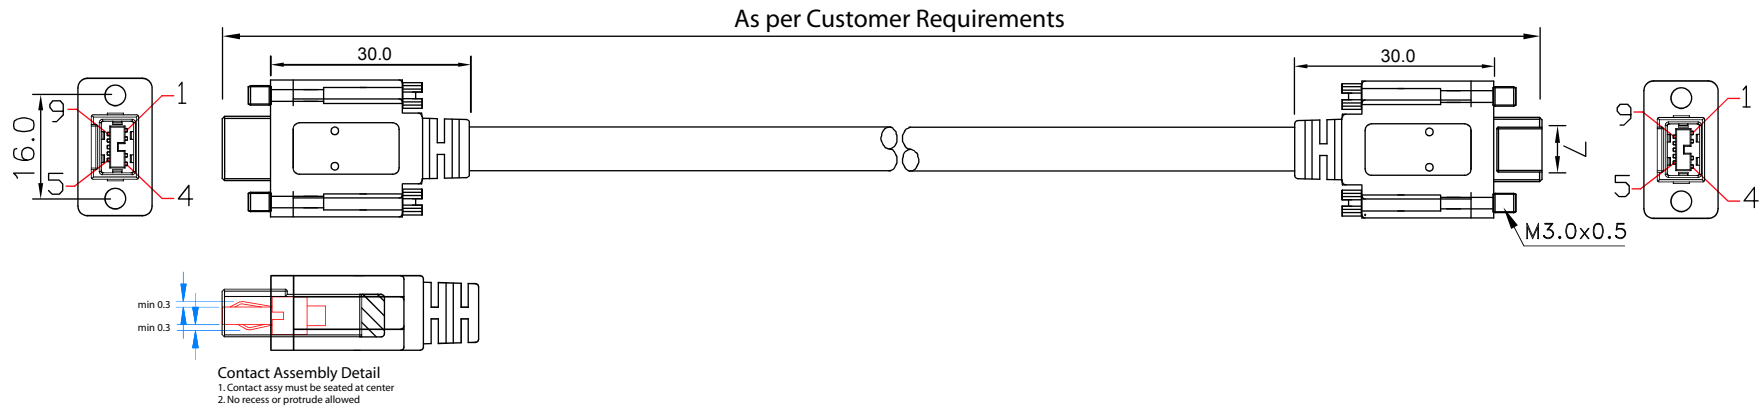 As per Customer Requirements
30.0
30.0
9
1
16.0
5
4
9
1
7
5
4
M3.0x0.5
min 0.3
min 0.3
Contact Assembly Detail
1. Contact assy must be seated at center
2. No recess or protrude allowed